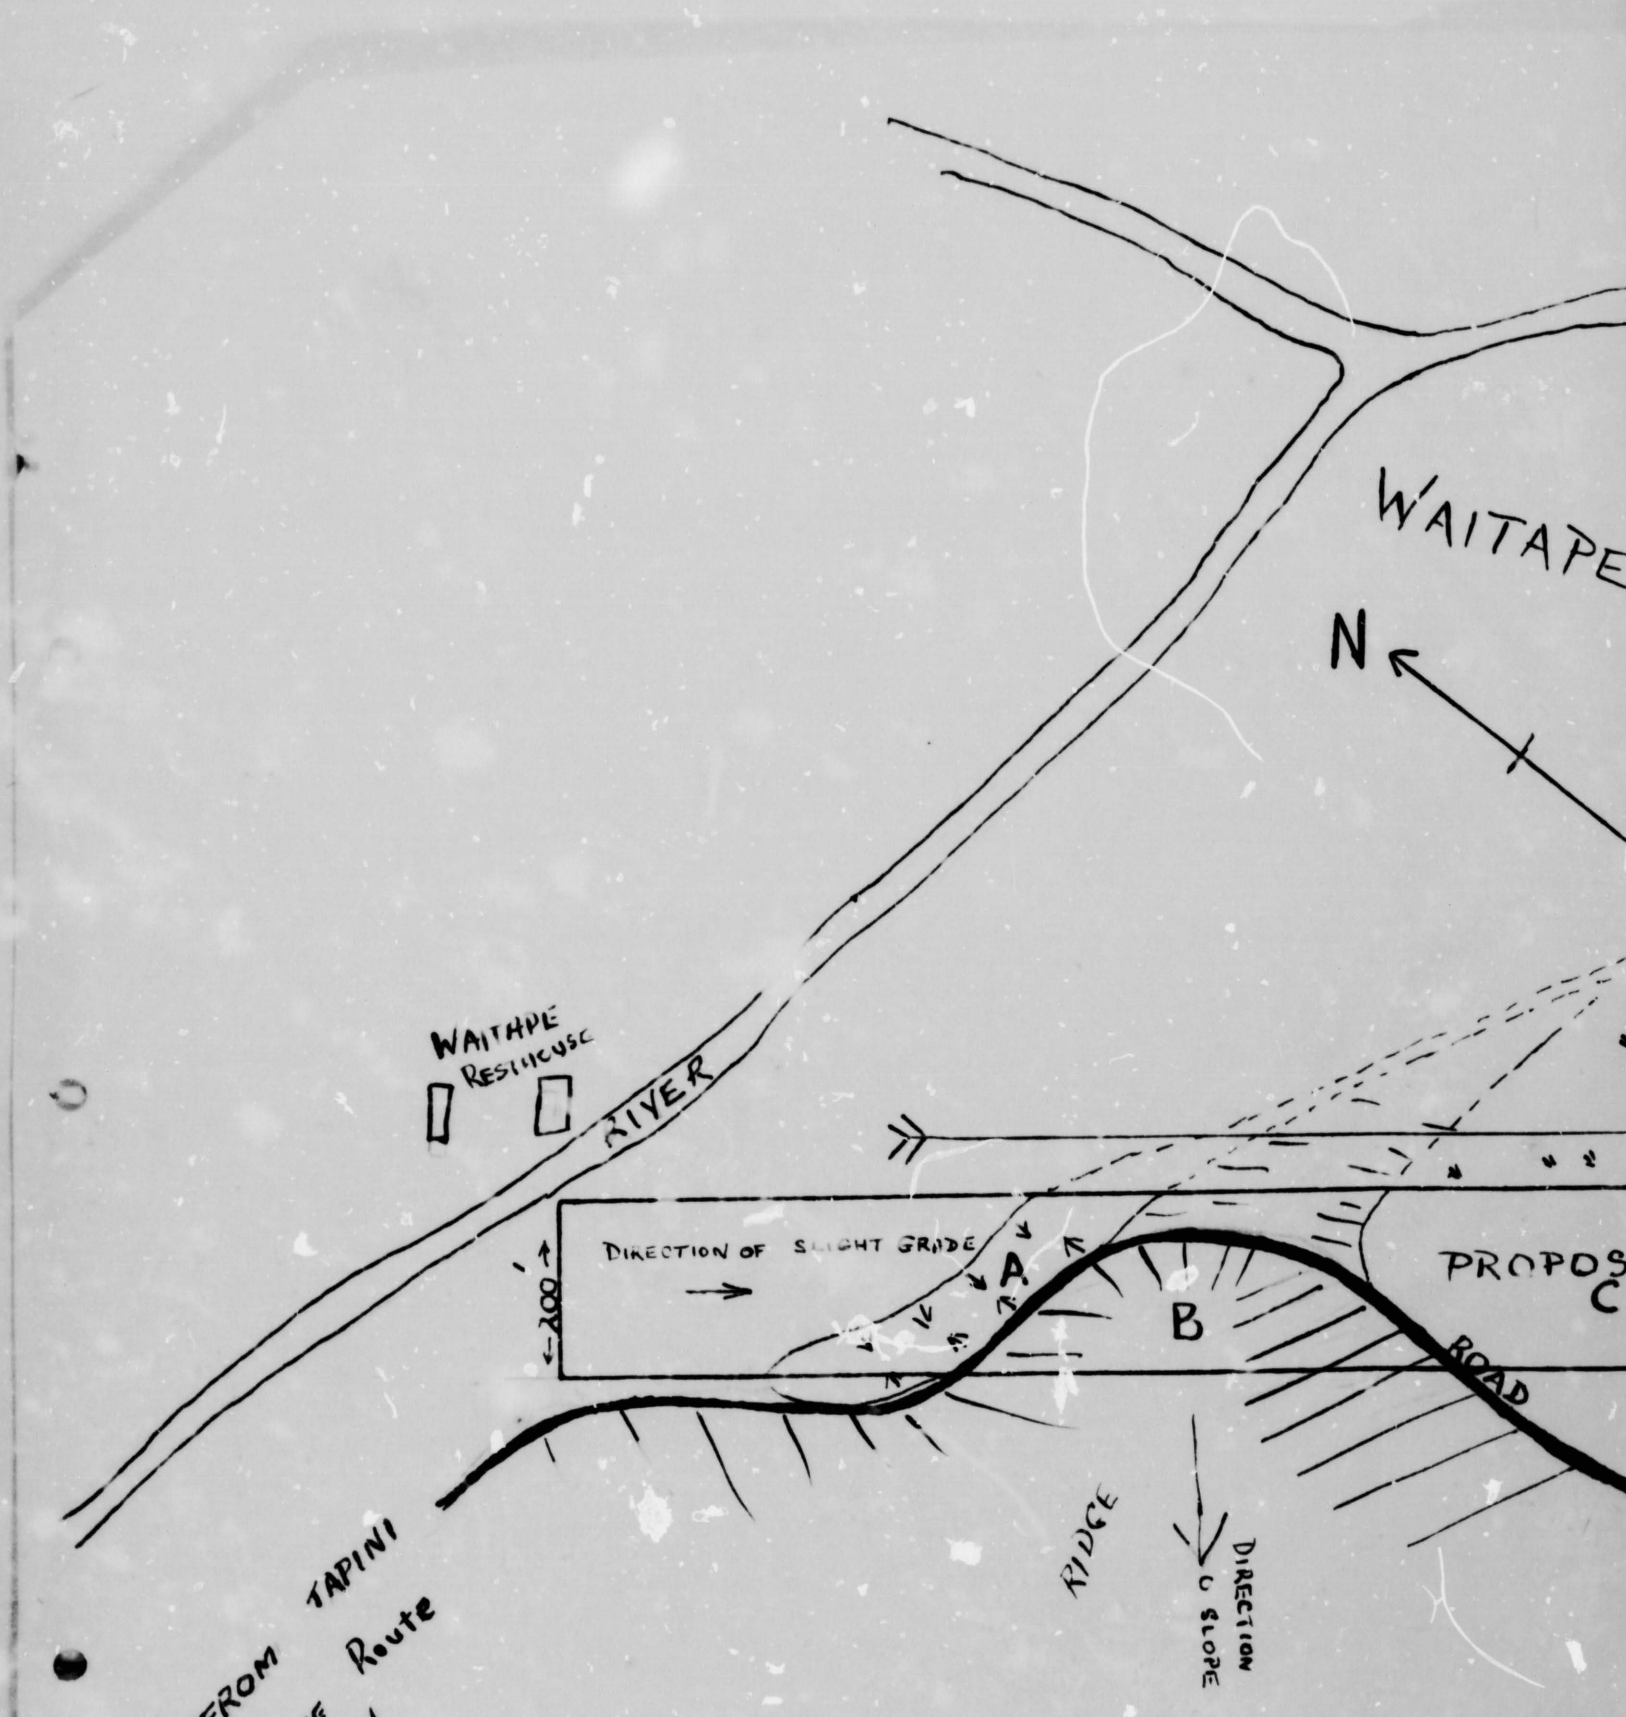 WAITAPE
N
WAITAPE
RESTHOUSE
RIVER
DIRECTION OF SLIGHT GRADE
200'
A
B
PROPOS
C
ROAD
RIDGE
DIRECTION
O SLOPE
FROM TAPINI
Route